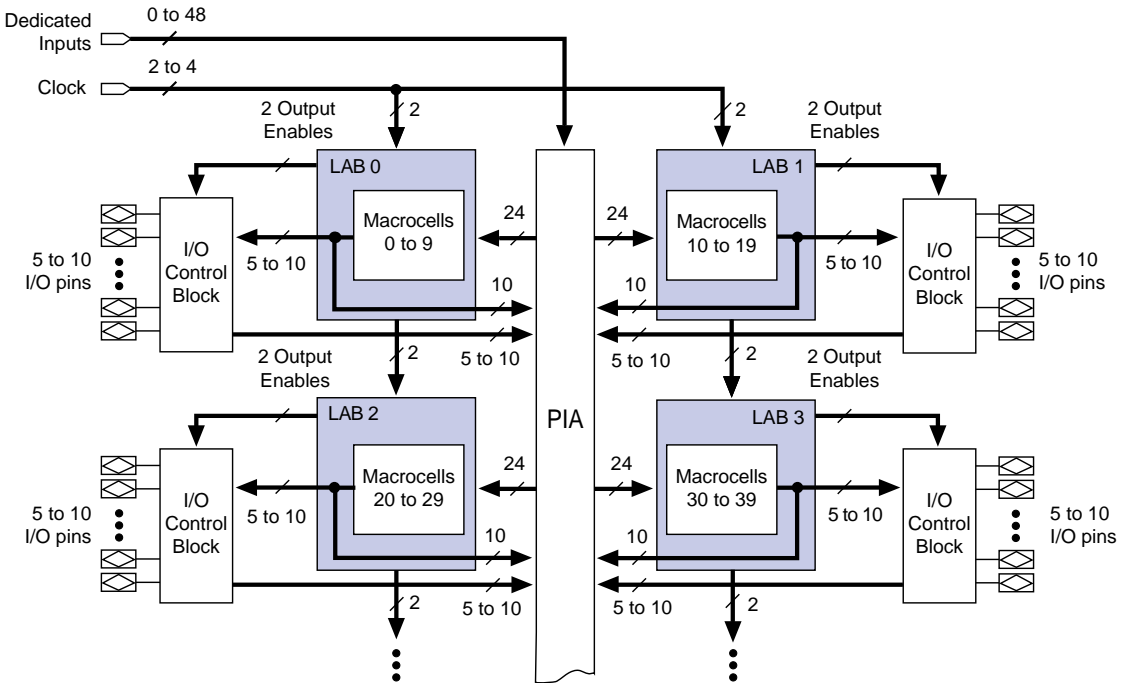 Dedicated
Inputs
0 to 48
Clock
2 to 4
2 Output
Enables
2
2
2 Output
Enables
LAB 0
LAB 1
Macrocells
0 to 9
24
24
Macrocells
10 to 19
I/O
Control
Block
5 to 10
10
10
5 to 10
I/O
Control
Block
5 to 10
I/O pins
5 to 10
I/O pins
2
5 to 10
5 to 10
2
2 Output
Enables
2 Output
Enables
LAB 2
PIA
LAB 3
Macrocells
20 to 29
24
24
Macrocells
30 to 39
I/O
Control
Block
5 to 10
10
10
5 to 10
I/O
Control
Block
5 to 10
I/O pins
5 to 10
I/O pins
2
5 to 10
5 to 10
2